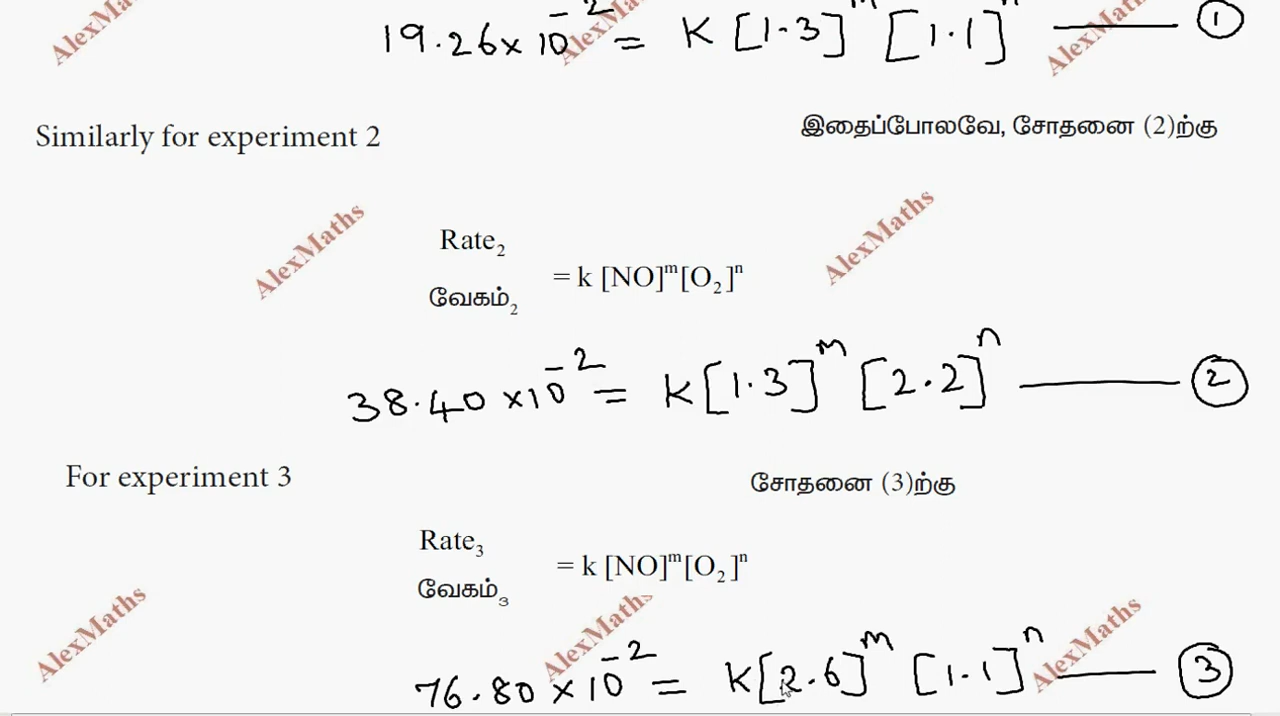 AlexMaths AlexMaths AlexMaths
19.26 x 10^-2 = K [1.3]^m [1.1]^n —— ①
Similarly for experiment 2 இதைப்போலவே, சோதனை (2)ற்கு
AlexMaths AlexMaths
Rate₂
வேகம்₂ = k [NO]^m[O₂]^n
38.40 x 10^-2 = K [1.3]^m [2.2]^n —— ②
For experiment 3 சோதனை (3)ற்கு
Rate₃
வேகம்₃ = k [NO]^m[O₂]^n
AlexMaths AlexMaths AlexMaths
76.80 x 10^-2 = K [2.6]^m [1.1]^n —— ③